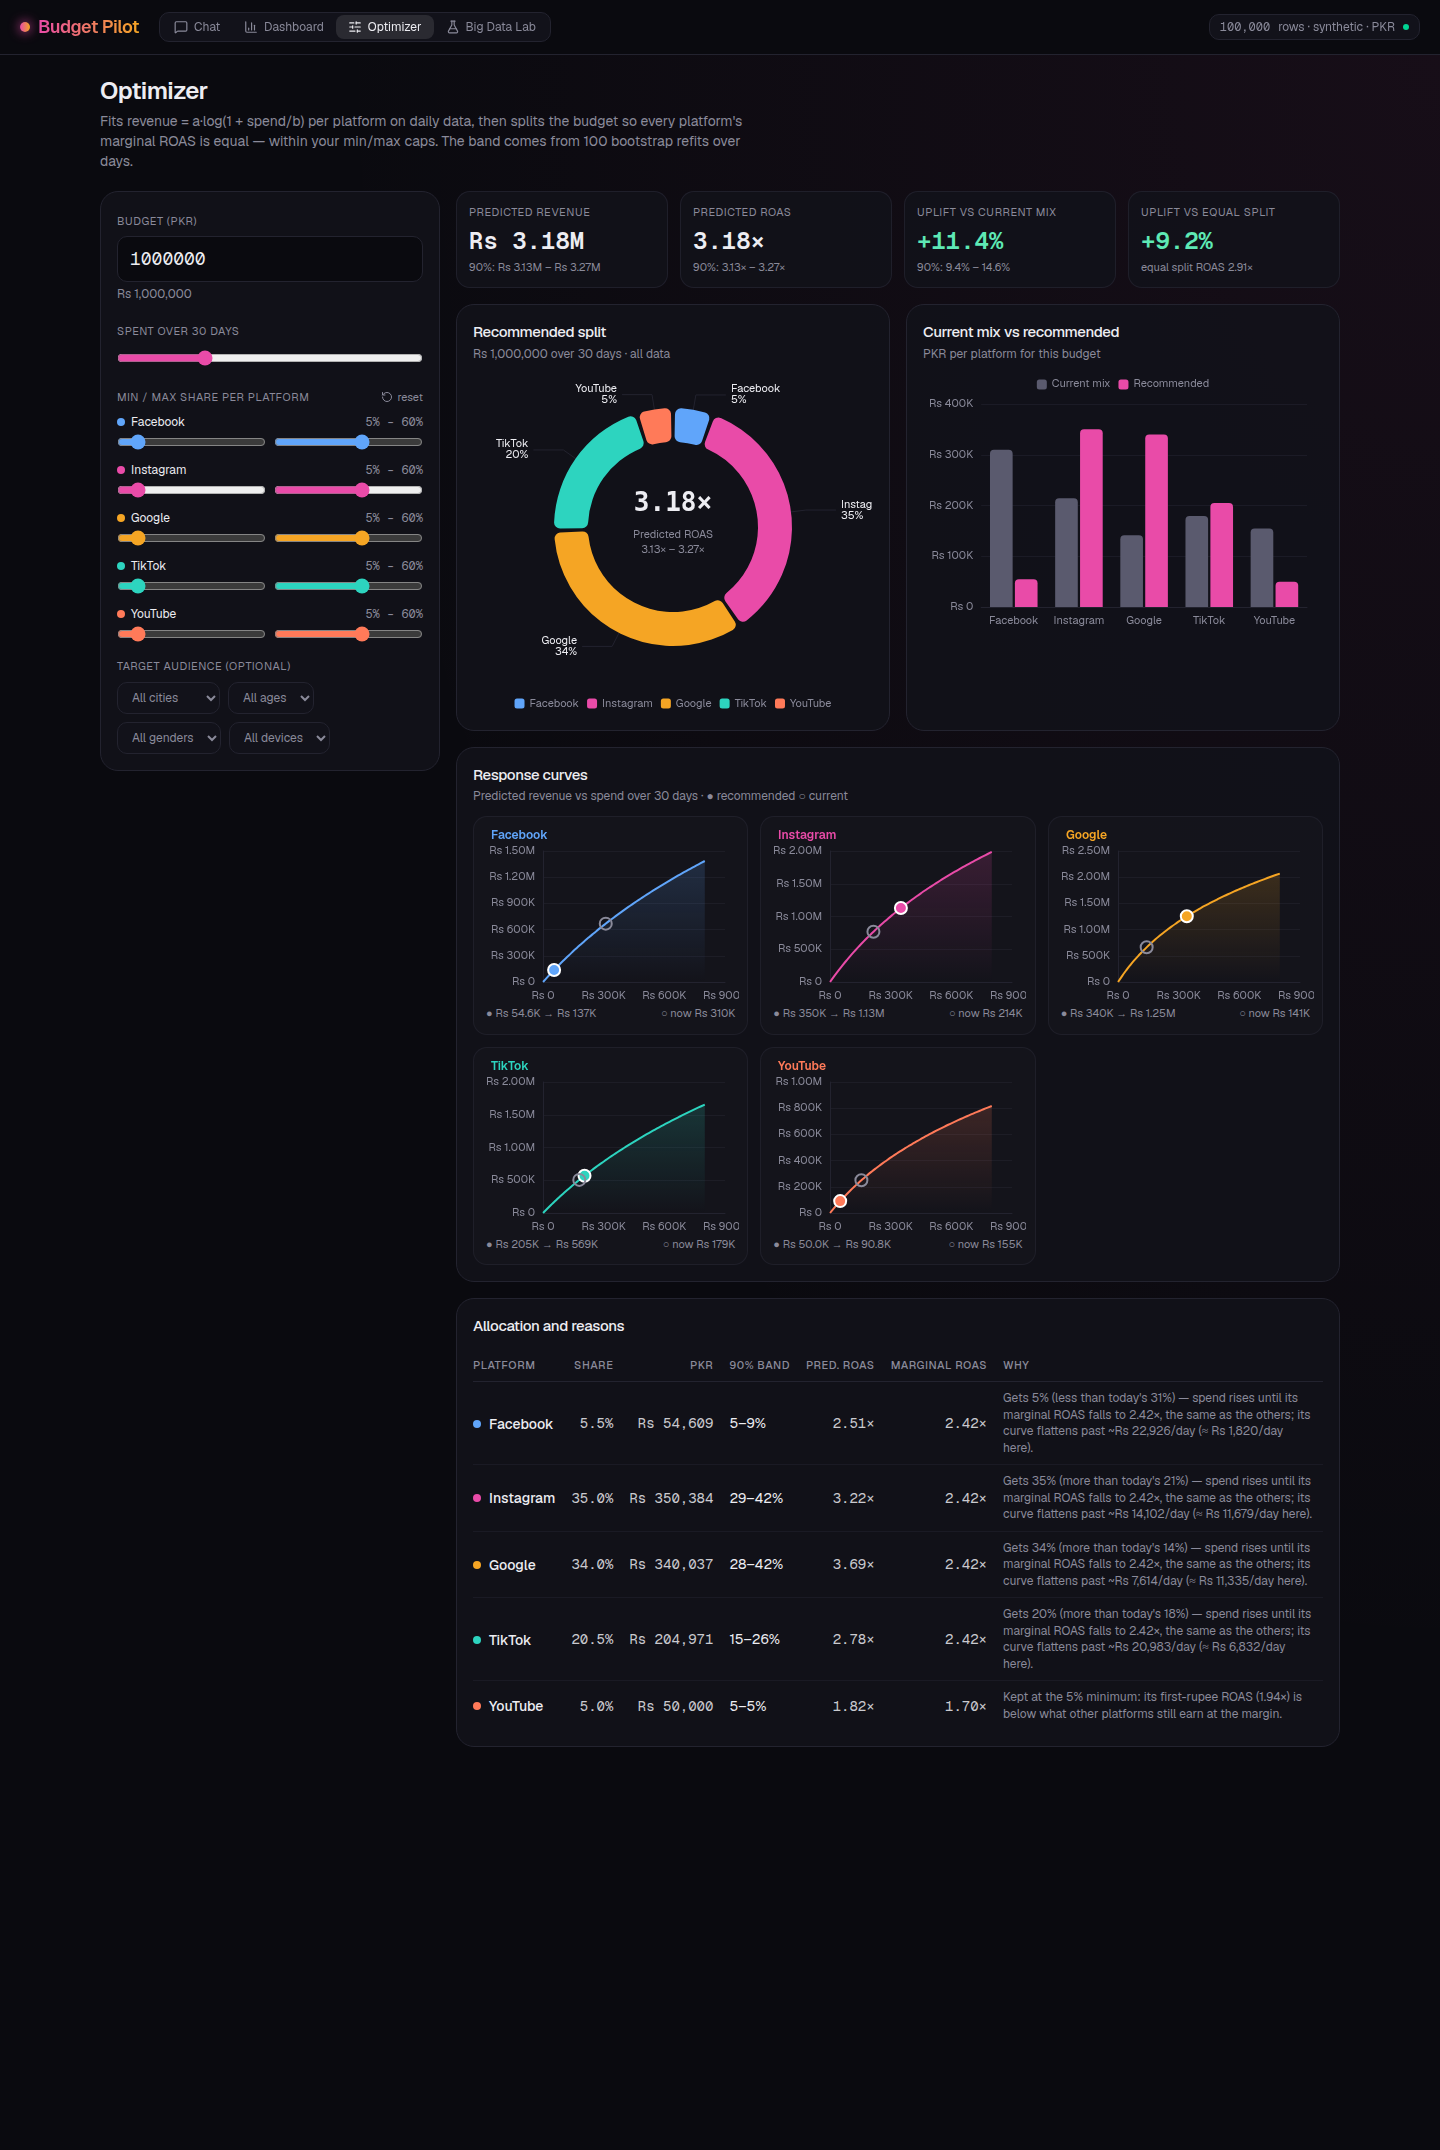 Budget Pilot
Chat
Dashboard
Optimizer
Big Data Lab
100,000 rows · synthetic · PKR
Optimizer
Fits revenue = a·log(1 + spend/b) per platform on daily data, then splits the budget so every platform's
marginal ROAS is equal — within your min/max caps. The band comes from 100 bootstrap refits over
days.
BUDGET (PKR)
1000000
Rs 1,000,000
SPENT OVER 30 DAYS
MIN / MAX SHARE PER PLATFORM
reset
Facebook 5% – 60%
Instagram 5% – 60%
Google 5% – 60%
TikTok 5% – 60%
YouTube 5% – 60%
TARGET AUDIENCE (OPTIONAL)
All cities
All ages
All genders
All devices
PREDICTED REVENUE
Rs 3.18M
90%: Rs 3.13M – Rs 3.27M
PREDICTED ROAS
3.18×
90%: 3.13× – 3.27×
UPLIFT VS CURRENT MIX
+11.4%
90%: 9.4% – 14.6%
UPLIFT VS EQUAL SPLIT
+9.2%
equal split ROAS 2.91×
Recommended split
Rs 1,000,000 over 30 days · all data
YouTube
5%
Facebook
5%
TikTok
20%
Instag
35%
Google
34%
3.18×
Predicted ROAS
3.13× – 3.27×
Facebook Instagram Google TikTok YouTube
Current mix vs recommended
PKR per platform for this budget
Current mix Recommended
Rs 400K
Rs 300K
Rs 200K
Rs 100K
Rs 0
Facebook Instagram Google TikTok YouTube
Response curves
Predicted revenue vs spend over 30 days · ● recommended ○ current
Facebook
Rs 1.50M
Rs 1.20M
Rs 900K
Rs 600K
Rs 300K
Rs 0
Rs 0 Rs 300K Rs 600K Rs 900
● Rs 54.6K → Rs 137K ○ now Rs 310K
Instagram
Rs 2.00M
Rs 1.50M
Rs 1.00M
Rs 500K
Rs 0
Rs 0 Rs 300K Rs 600K Rs 900
● Rs 350K → Rs 1.13M ○ now Rs 214K
Google
Rs 2.50M
Rs 2.00M
Rs 1.50M
Rs 1.00M
Rs 500K
Rs 0
Rs 0 Rs 300K Rs 600K Rs 900
● Rs 340K → Rs 1.25M ○ now Rs 141K
TikTok
Rs 2.00M
Rs 1.50M
Rs 1.00M
Rs 500K
Rs 0
Rs 0 Rs 300K Rs 600K Rs 900
● Rs 205K → Rs 569K ○ now Rs 179K
YouTube
Rs 1.00M
Rs 800K
Rs 600K
Rs 400K
Rs 200K
Rs 0
Rs 0 Rs 300K Rs 600K Rs 900
● Rs 50.0K → Rs 90.8K ○ now Rs 155K
Allocation and reasons
PLATFORM SHARE PKR 90% BAND PRED. ROAS MARGINAL ROAS WHY
Facebook 5.5% Rs 54,609 5–9% 2.51× 2.42×
Gets 5% (less than today's 31%) — spend rises until its
marginal ROAS falls to 2.42×, the same as the others; its
curve flattens past ~Rs 22,926/day (≈ Rs 1,820/day
here).
Instagram 35.0% Rs 350,384 29–42% 3.22× 2.42×
Gets 35% (more than today's 21%) — spend rises until its
marginal ROAS falls to 2.42×, the same as the others; its
curve flattens past ~Rs 14,102/day (≈ Rs 11,679/day here).
Google 34.0% Rs 340,037 28–42% 3.69× 2.42×
Gets 34% (more than today's 14%) — spend rises until its
marginal ROAS falls to 2.42×, the same as the others; its
curve flattens past ~Rs 7,614/day (≈ Rs 11,335/day here).
TikTok 20.5% Rs 204,971 15–26% 2.78× 2.42×
Gets 20% (more than today's 18%) — spend rises until its
marginal ROAS falls to 2.42×, the same as the others; its
curve flattens past ~Rs 20,983/day (≈ Rs 6,832/day
here).
YouTube 5.0% Rs 50,000 5–5% 1.82× 1.70×
Kept at the 5% minimum: its first-rupee ROAS (1.94×) is
below what other platforms still earn at the margin.